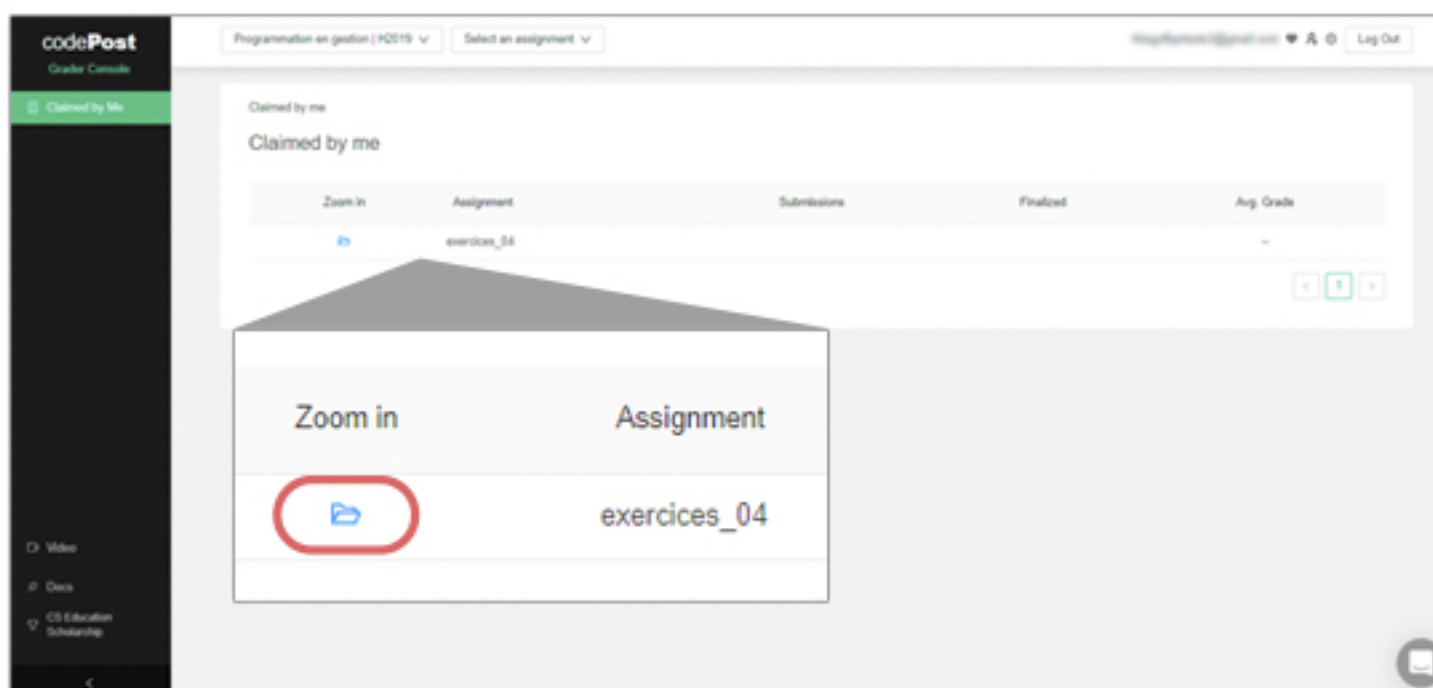 codePost
Grader Console
Programmation en gestion | H2019
Select an assignment
Log Out
Claimed by Me
Claimed by me
Claimed by me
Zoom in Assignment Submissions Finalized Avg. Grade
exercices_04 --
< 1 >
Zoom in Assignment
exercices_04
Video
Docs
CS Education
Scholarship
<